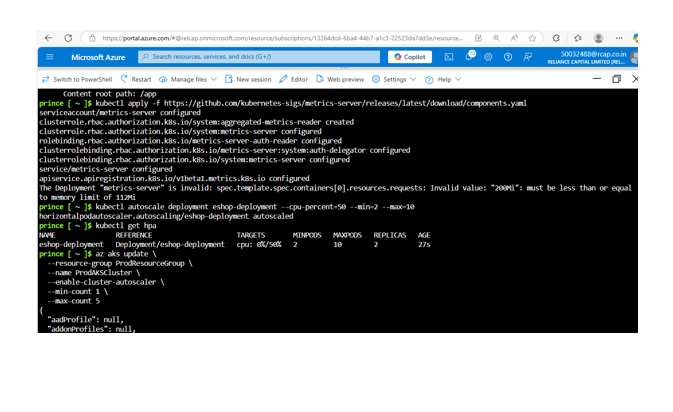 https://portal.azure.com/#@relcap.onmicrosoft.com/resource/subscriptions/13264dcd-6ba4-44b7-a1c3-22523da7dd3e/resource...
Microsoft Azure
Search resources, services, and docs (G+/)
Copilot
50032488@rcap.co.in
RELIANCE CAPITAL LIMITED (REL...
Switch to PowerShell Restart Manage files New session Editor Web preview Settings Help
Content root path: /app
prince [ ~ ]$ kubectl apply -f https://github.com/kubernetes-sigs/metrics-server/releases/latest/download/components.yaml
serviceaccount/metrics-server configured
clusterrole.rbac.authorization.k8s.io/system:aggregated-metrics-reader created
clusterrole.rbac.authorization.k8s.io/system:metrics-server configured
rolebinding.rbac.authorization.k8s.io/metrics-server-auth-reader configured
clusterrolebinding.rbac.authorization.k8s.io/metrics-server:system:auth-delegator configured
clusterrolebinding.rbac.authorization.k8s.io/system:metrics-server configured
service/metrics-server configured
apiservice.apiregistration.k8s.io/v1beta1.metrics.k8s.io configured
The Deployment "metrics-server" is invalid: spec.template.spec.containers[0].resources.requests: Invalid value: "200Mi": must be less than or equal
to memory limit of 112Mi
prince [ ~ ]$ kubectl autoscale deployment eshop-deployment --cpu-percent=50 --min=2 --max=10
horizontalpodautoscaler.autoscaling/eshop-deployment autoscaled
prince [ ~ ]$ kubectl get hpa
NAME REFERENCE TARGETS MINPODS MAXPODS REPLICAS AGE
eshop-deployment Deployment/eshop-deployment cpu: 0%/50% 2 10 2 27s
prince [ ~ ]$ az aks update \
--resource-group ProdResourceGroup \
--name ProdAKSCluster \
--enable-cluster-autoscaler \
--min-count 1 \
--max-count 5
{
"aadProfile": null,
"addonProfiles": null,